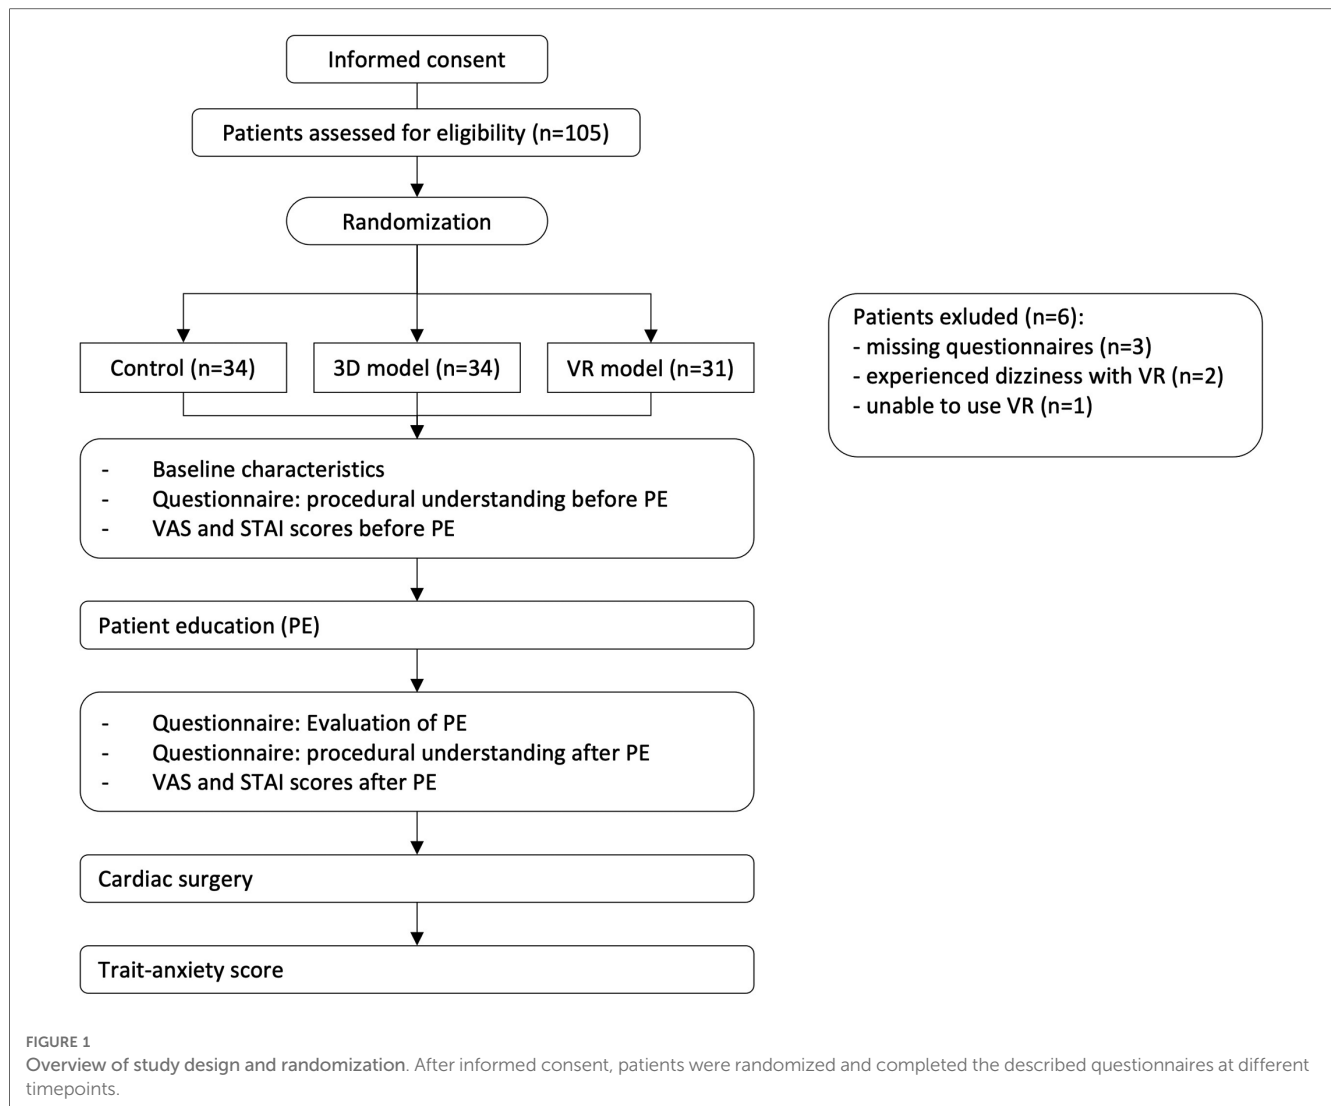 Informed consent
Patients assessed for eligibility (n=105)
Randomization
Control (n=34)
3D model (n=34)
VR model (n=31)
Patients exluded (n=6):
- missing questionnaires (n=3)
- experienced dizziness with VR (n=2)
- unable to use VR (n=1)
- Baseline characteristics
- Questionnaire: procedural understanding before PE
- VAS and STAI scores before PE
Patient education (PE)
- Questionnaire: Evaluation of PE
- Questionnaire: procedural understanding after PE
- VAS and STAI scores after PE
Cardiac surgery
Trait-anxiety score
FIGURE 1
Overview of study design and randomization. After informed consent, patients were randomized and completed the described questionnaires at different
timepoints.